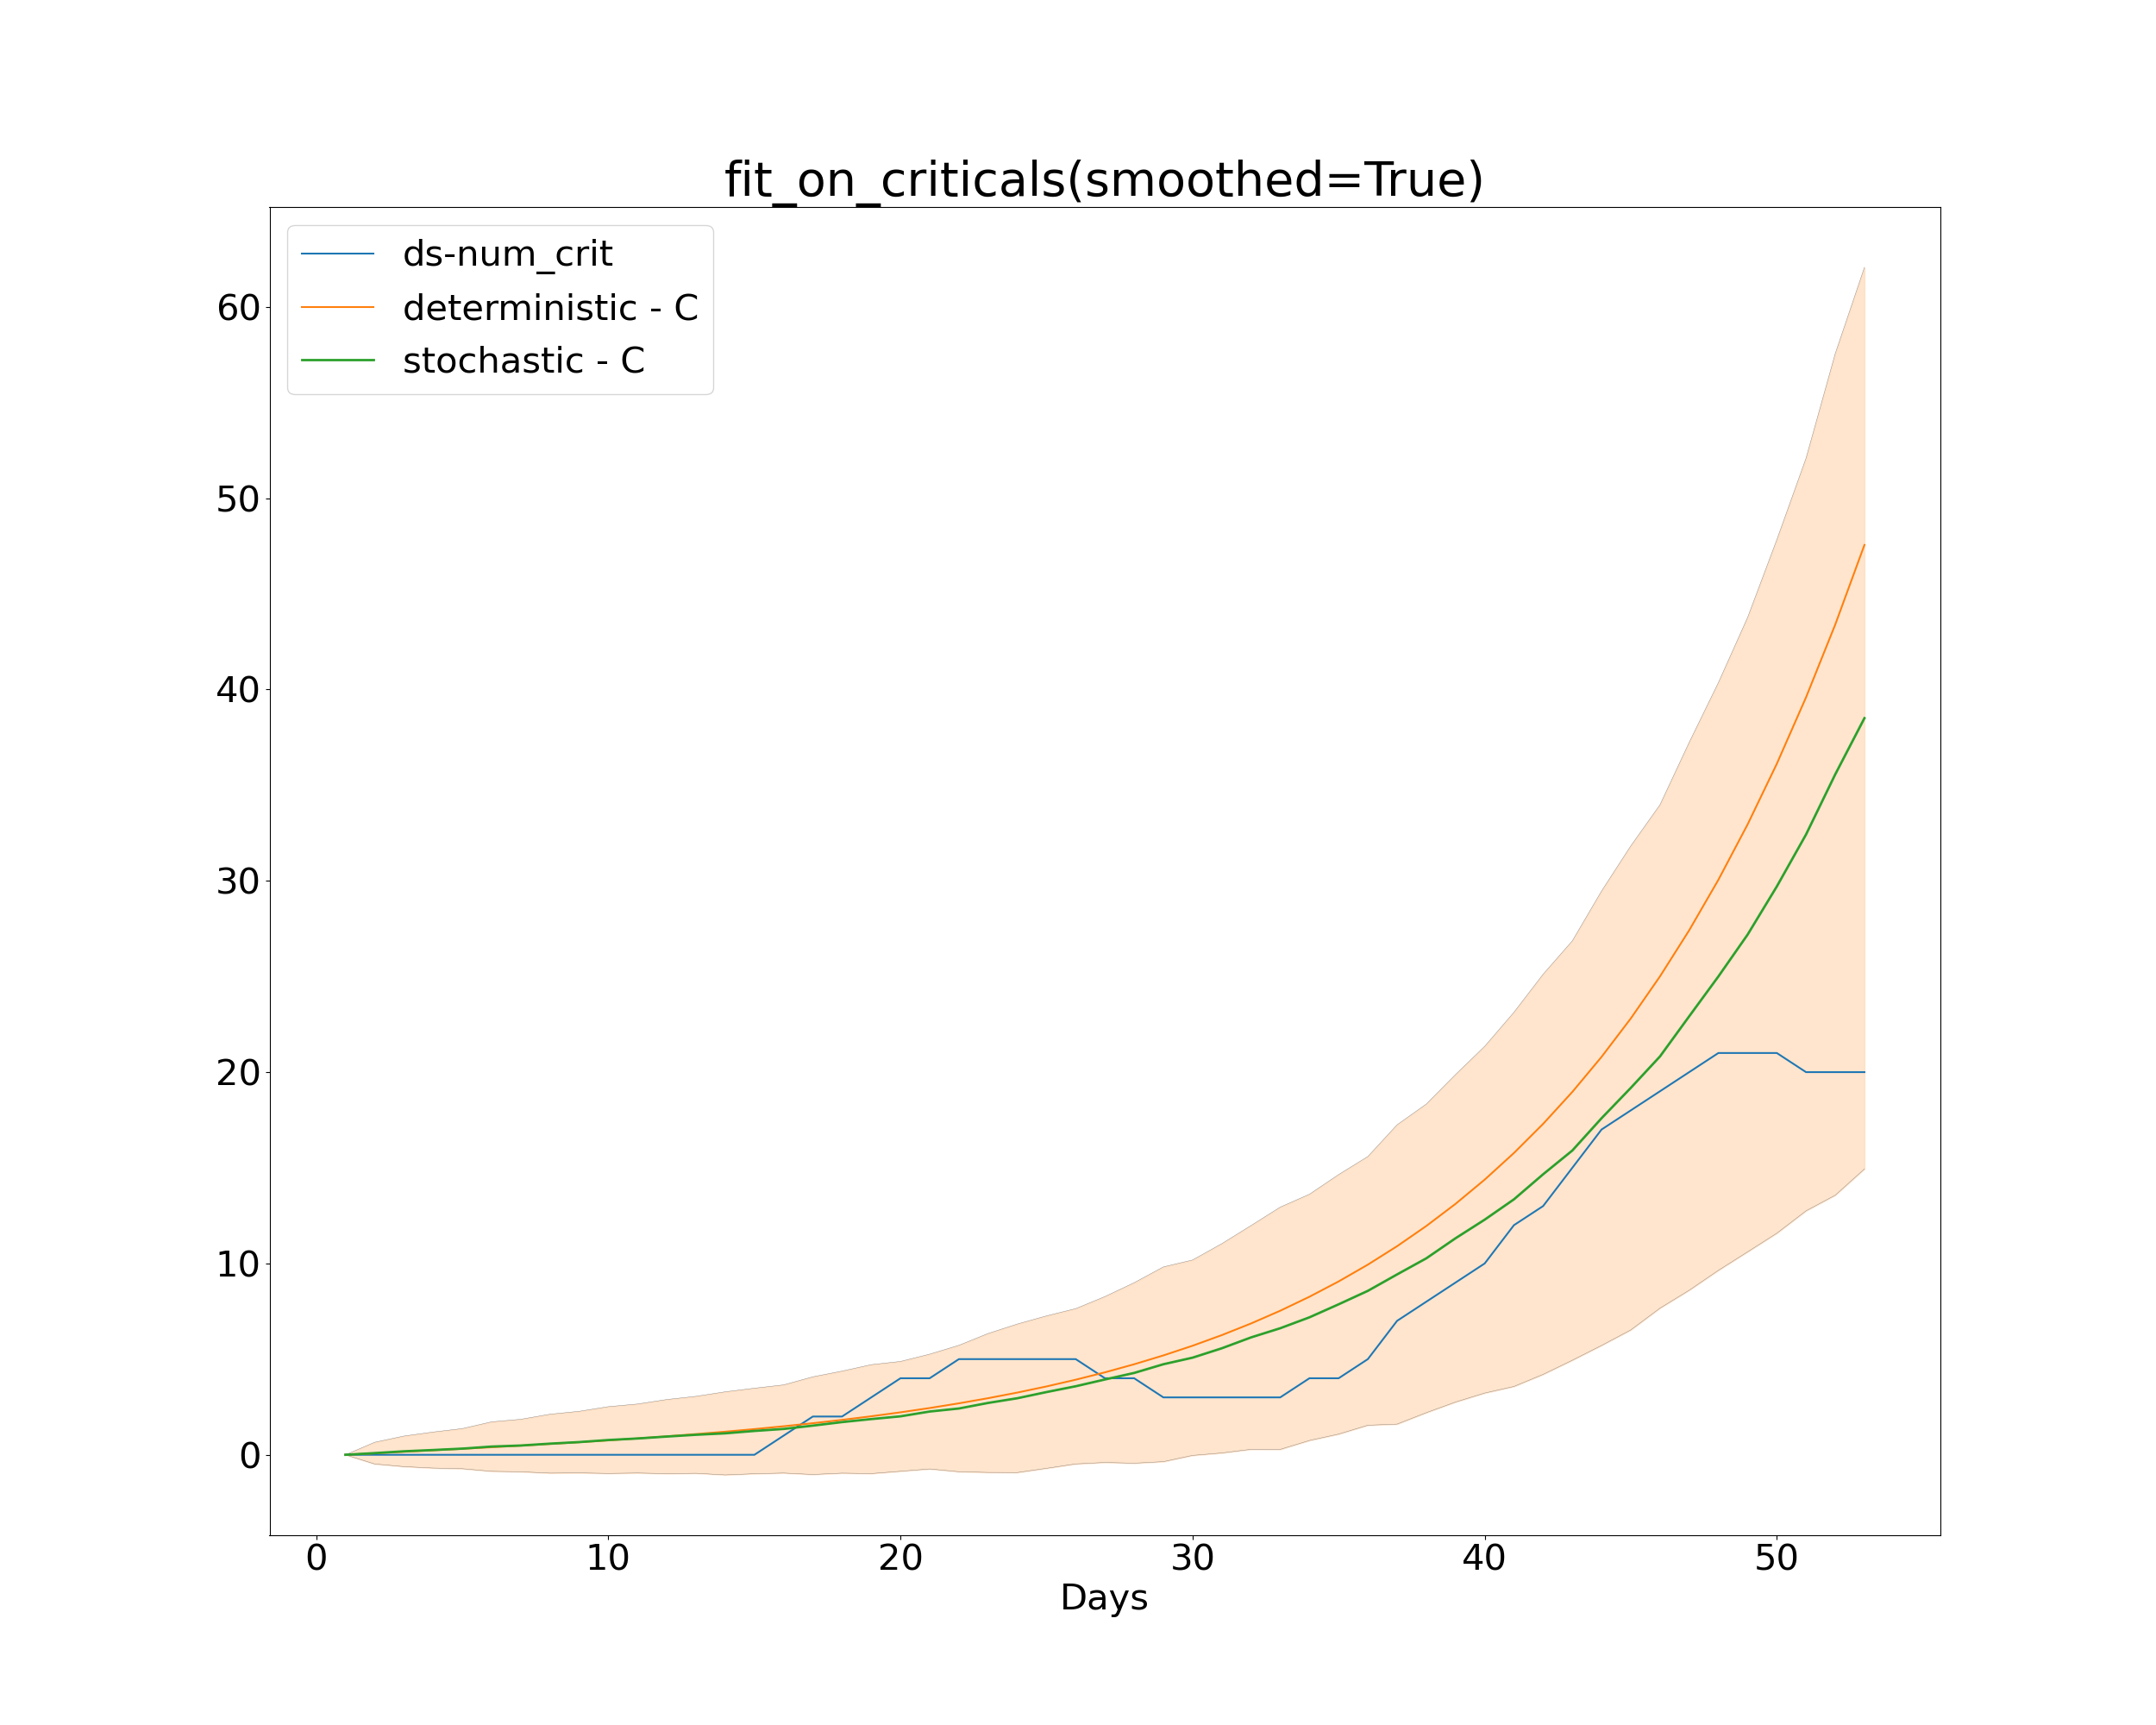 fit_on_criticals(smoothed=True)
ds-num_crit
deterministic - C
stochastic - C
60
50
40
30
20
10
0
0 10 20 30 40 50
Days